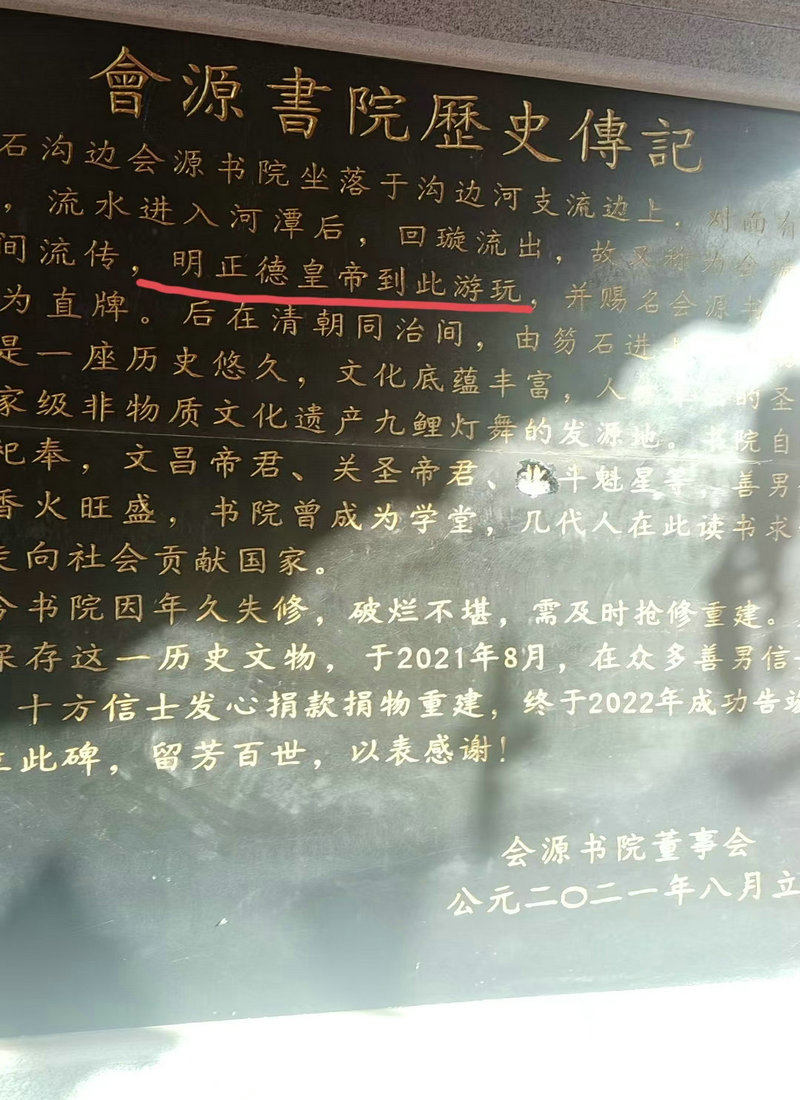 會源書院歷史傳記
石沟边会源书院坐落于沟边河支流边上，对面有
，流水进入河潭后，回璇流出，故又称为会源
间流传，明正德皇帝到此游玩，并赐名会源书
为直牌。后在清朝同治间，由笏石进
是一座历史悠久，文化底蕴丰富，人的圣
家级非物质文化遗产九鲤灯舞的发源地。书院自
祀奉，文昌帝君、关圣帝君、斗魁星等，善男
香火旺盛，书院曾成为学堂，几代人在此读书求
走向社会贡献国家。
今书院因年久失修，破烂不堪，需及时抢修重建。
保存这一历史文物，于2021年8月，在众多善男信
十方信士发心捐款捐物重建，终于2022年成功告竣
立此碑，留芳百世，以表感谢！
会源书院董事会
公元二〇二一年八月立